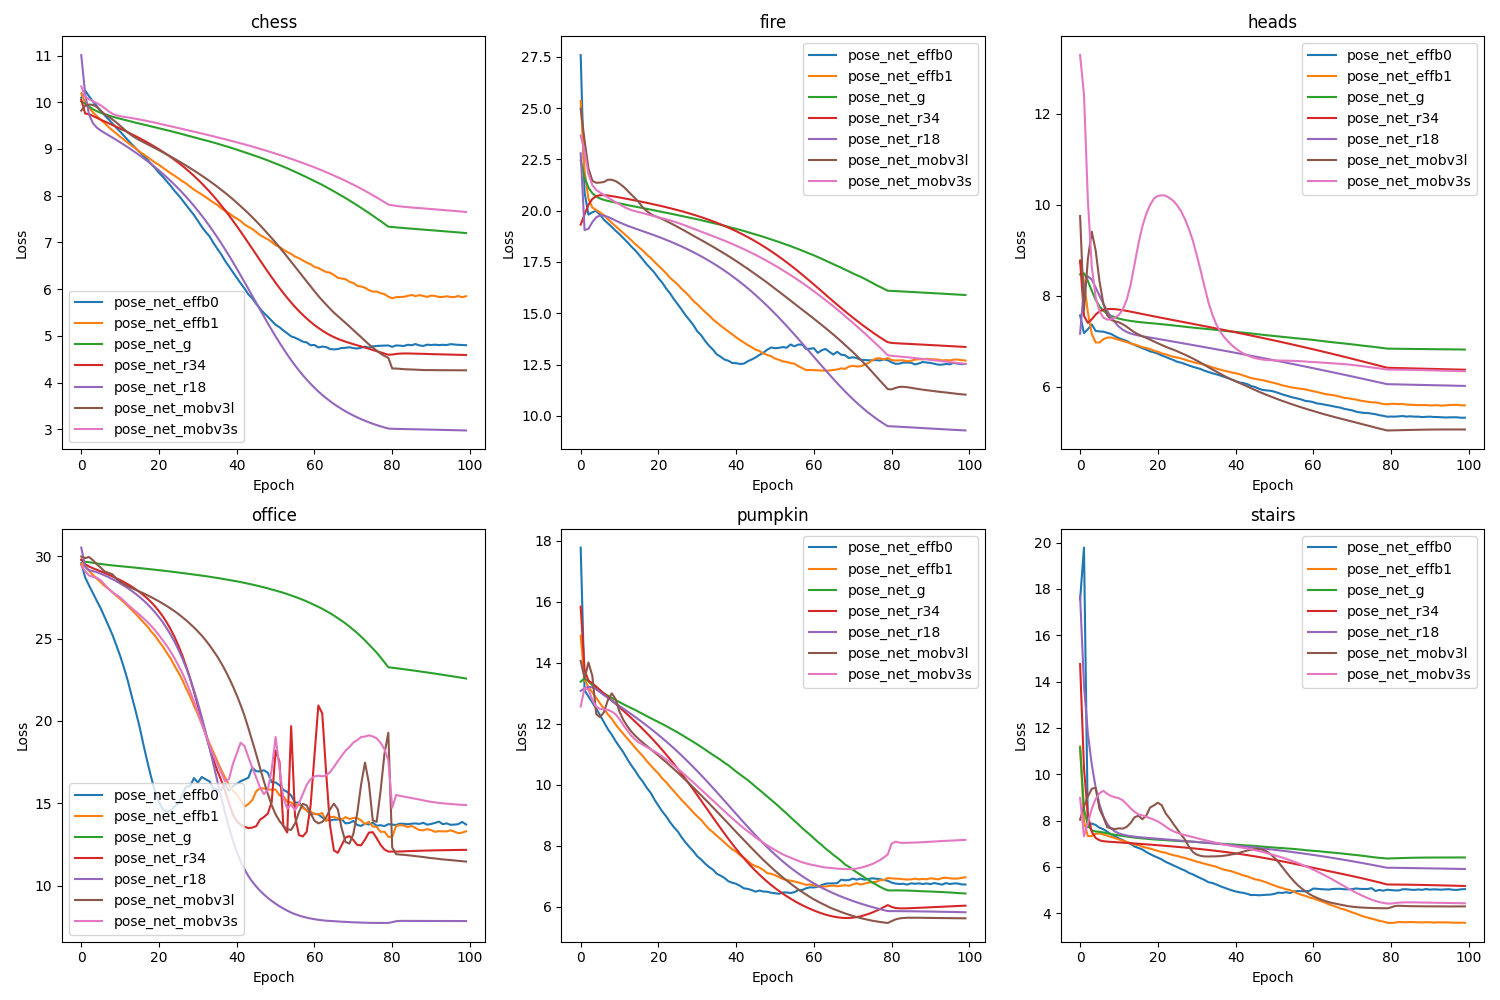 chess
Loss
11
10
9
8
7
6
5
4
3
pose_net_effb0
pose_net_effb1
pose_net_g
pose_net_r34
pose_net_r18
pose_net_mobv3l
pose_net_mobv3s
0 20 40 60 80 100
Epoch
fire
Loss
27.5
25.0
22.5
20.0
17.5
15.0
12.5
10.0
pose_net_effb0
pose_net_effb1
pose_net_g
pose_net_r34
pose_net_r18
pose_net_mobv3l
pose_net_mobv3s
0 20 40 60 80 100
Epoch
heads
Loss
12
10
8
6
pose_net_effb0
pose_net_effb1
pose_net_g
pose_net_r34
pose_net_r18
pose_net_mobv3l
pose_net_mobv3s
0 20 40 60 80 100
Epoch
office
Loss
30
25
20
15
10
pose_net_effb0
pose_net_effb1
pose_net_g
pose_net_r34
pose_net_r18
pose_net_mobv3l
pose_net_mobv3s
0 20 40 60 80 100
Epoch
pumpkin
Loss
18
16
14
12
10
8
6
pose_net_effb0
pose_net_effb1
pose_net_g
pose_net_r34
pose_net_r18
pose_net_mobv3l
pose_net_mobv3s
0 20 40 60 80 100
Epoch
stairs
Loss
20
18
16
14
12
10
8
6
4
pose_net_effb0
pose_net_effb1
pose_net_g
pose_net_r34
pose_net_r18
pose_net_mobv3l
pose_net_mobv3s
0 20 40 60 80 100
Epoch